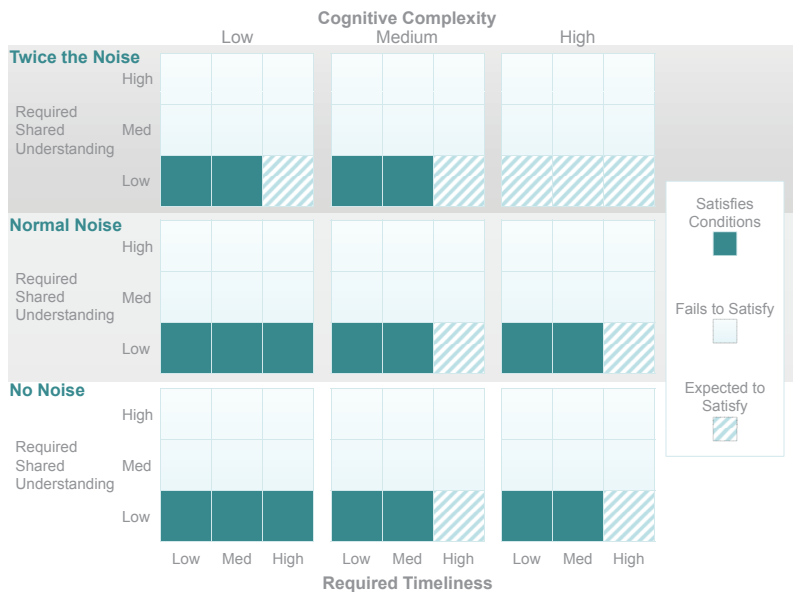 Cognitive Complexity
Low Medium High
Twice the Noise
High
Required
Shared
Understanding
Med
Low
Normal Noise
High
Required
Shared
Understanding
Med
Low
No Noise
High
Required
Shared
Understanding
Med
Low
Low Med High Low Med High Low Med High
Required Timeliness
Satisfies
Conditions
Fails to Satisfy
Expected to
Satisfy